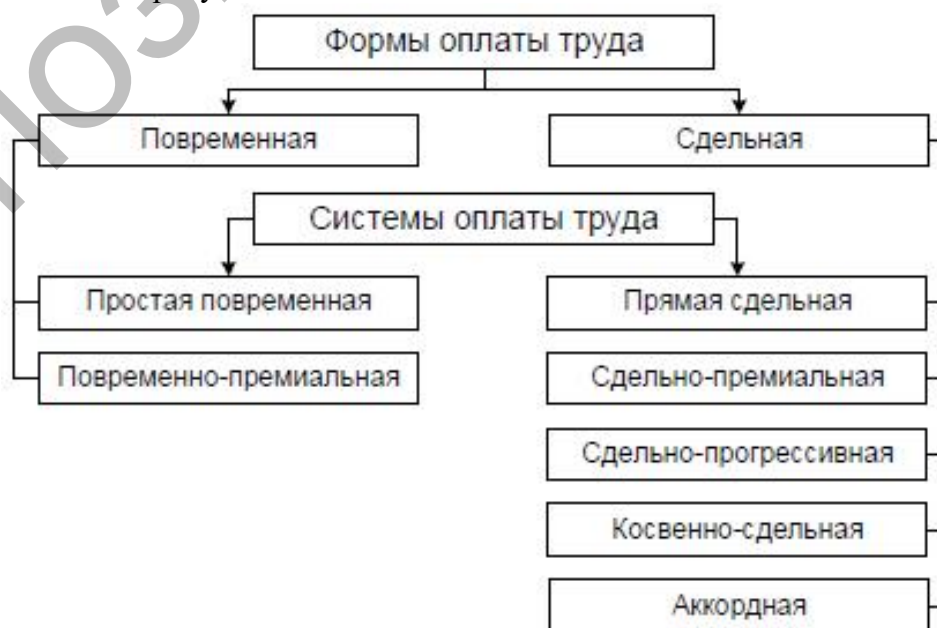 Формы оплаты труда
Повременная
Сдельная
Системы оплаты труда
Простая повременная
Прямая сдельная
Повременно-премиальная
Сдельно-премиальная
Сдельно-прогрессивная
Косвенно-сдельная
Аккордная